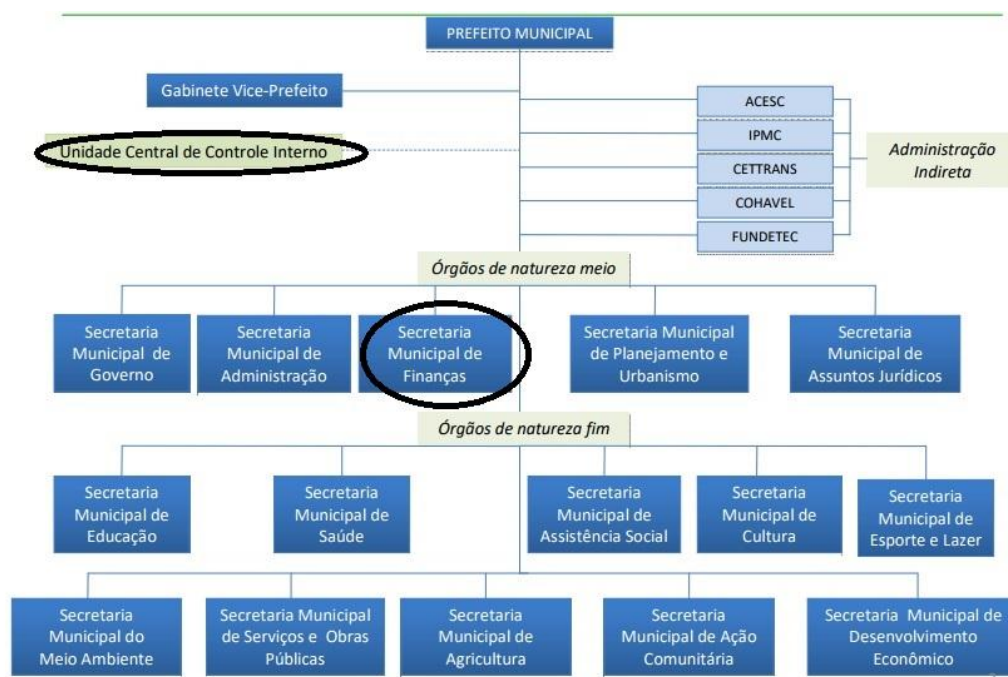 PREFEITO MUNICIPAL
Gabinete Vice-Prefeito
Unidade Central de Controle Interno
ACESC
IPMC
CETTRANS
COHAVEL
FUNDETEC
Administração
Indireta
Órgãos de natureza meio
Secretaria
Municipal de
Governo
Secretaria
Municipal de
Administração
Secretaria
Municipal de
Finanças
Secretaria Municipal
de Planejamento e
Urbanismo
Secretaria
Municipal de
Assuntos Jurídicos
Órgãos de natureza fim
Secretaria
Municipal de
Educação
Secretaria
Municipal de
Saúde
Secretaria
Municipal de
Assistência Social
Secretaria
Municipal de
Cultura
Secretaria
Municipal de
Esporte e Lazer
Secretaria
Municipal do
Meio Ambiente
Secretaria Municipal
de Serviços e Obras
Públicas
Secretaria
Municipal de
Agricultura
Secretaria
Municipal de Ação
Comunitária
Secretaria Municipal de
Desenvolvimento
Econômico